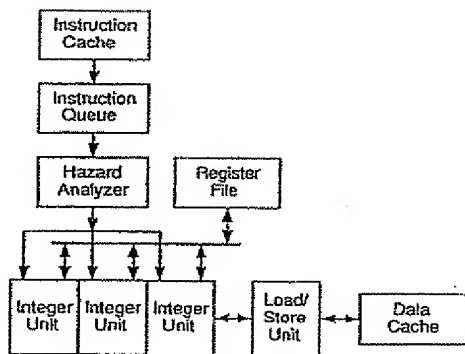 Instruction
Cache
Instruction
Queue
Hazard
Analyzer
Register
File
Integer
Unit
Integer
Unit
Integer
Unit
Load/
Store
Unit
Data
Cache